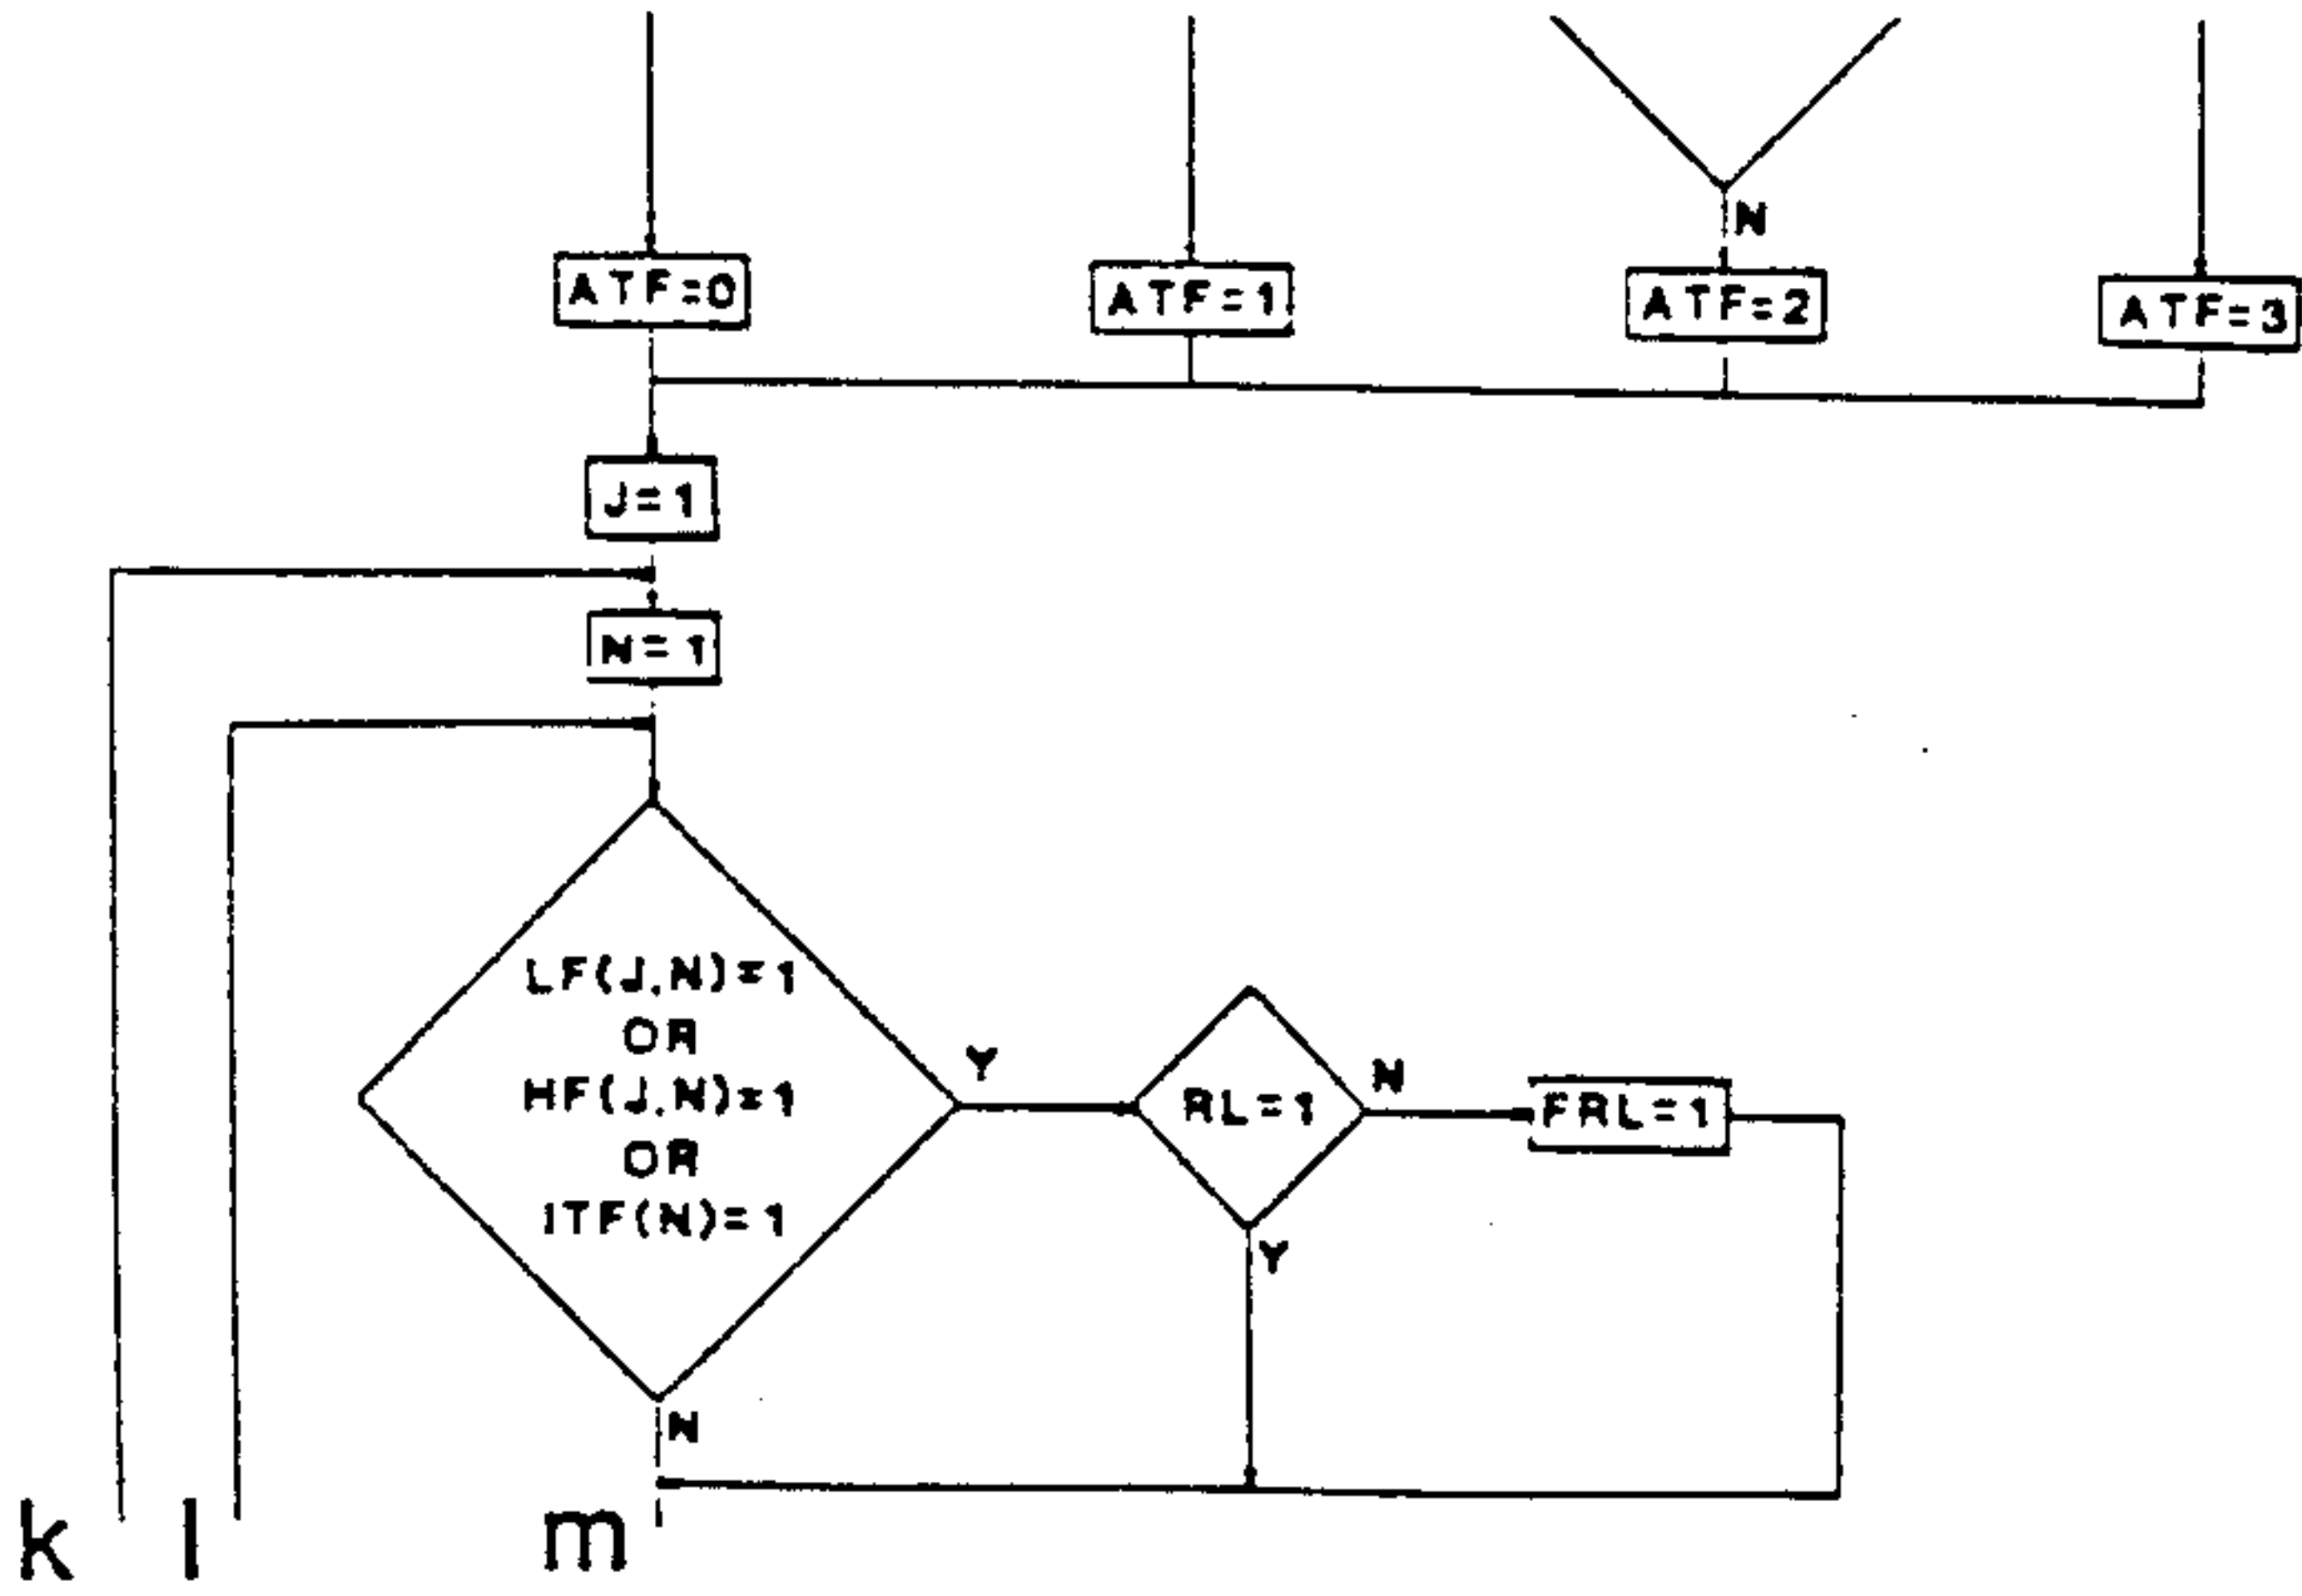 N
ATF=0
ATF=1
ATF=2
ATF=3
J=1
N=1
LF(J,N)=1
OR
HF(J,N)=1
OR
ITF(N)=1
Y
RL=1
N
FRL=1
Y
N
k
l
m